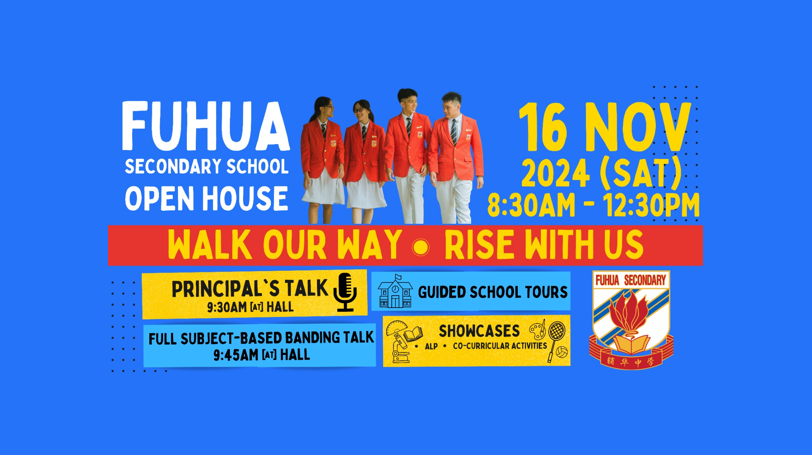 FUHUA
SECONDARY SCHOOL
OPEN HOUSE
16 NOV
2024 (SAT)
8:30AM - 12:30PM
WALK OUR WAY • RISE WITH US
PRINCIPAL`S TALK
9:30AM [AT] HALL
GUIDED SCHOOL TOURS
FULL SUBJECT-BASED BANDING TALK
9:45AM [AT] HALL
SHOWCASES
• ALP • CO-CURRICULAR ACTIVITIES
FUHUA SECONDARY
辅华中学